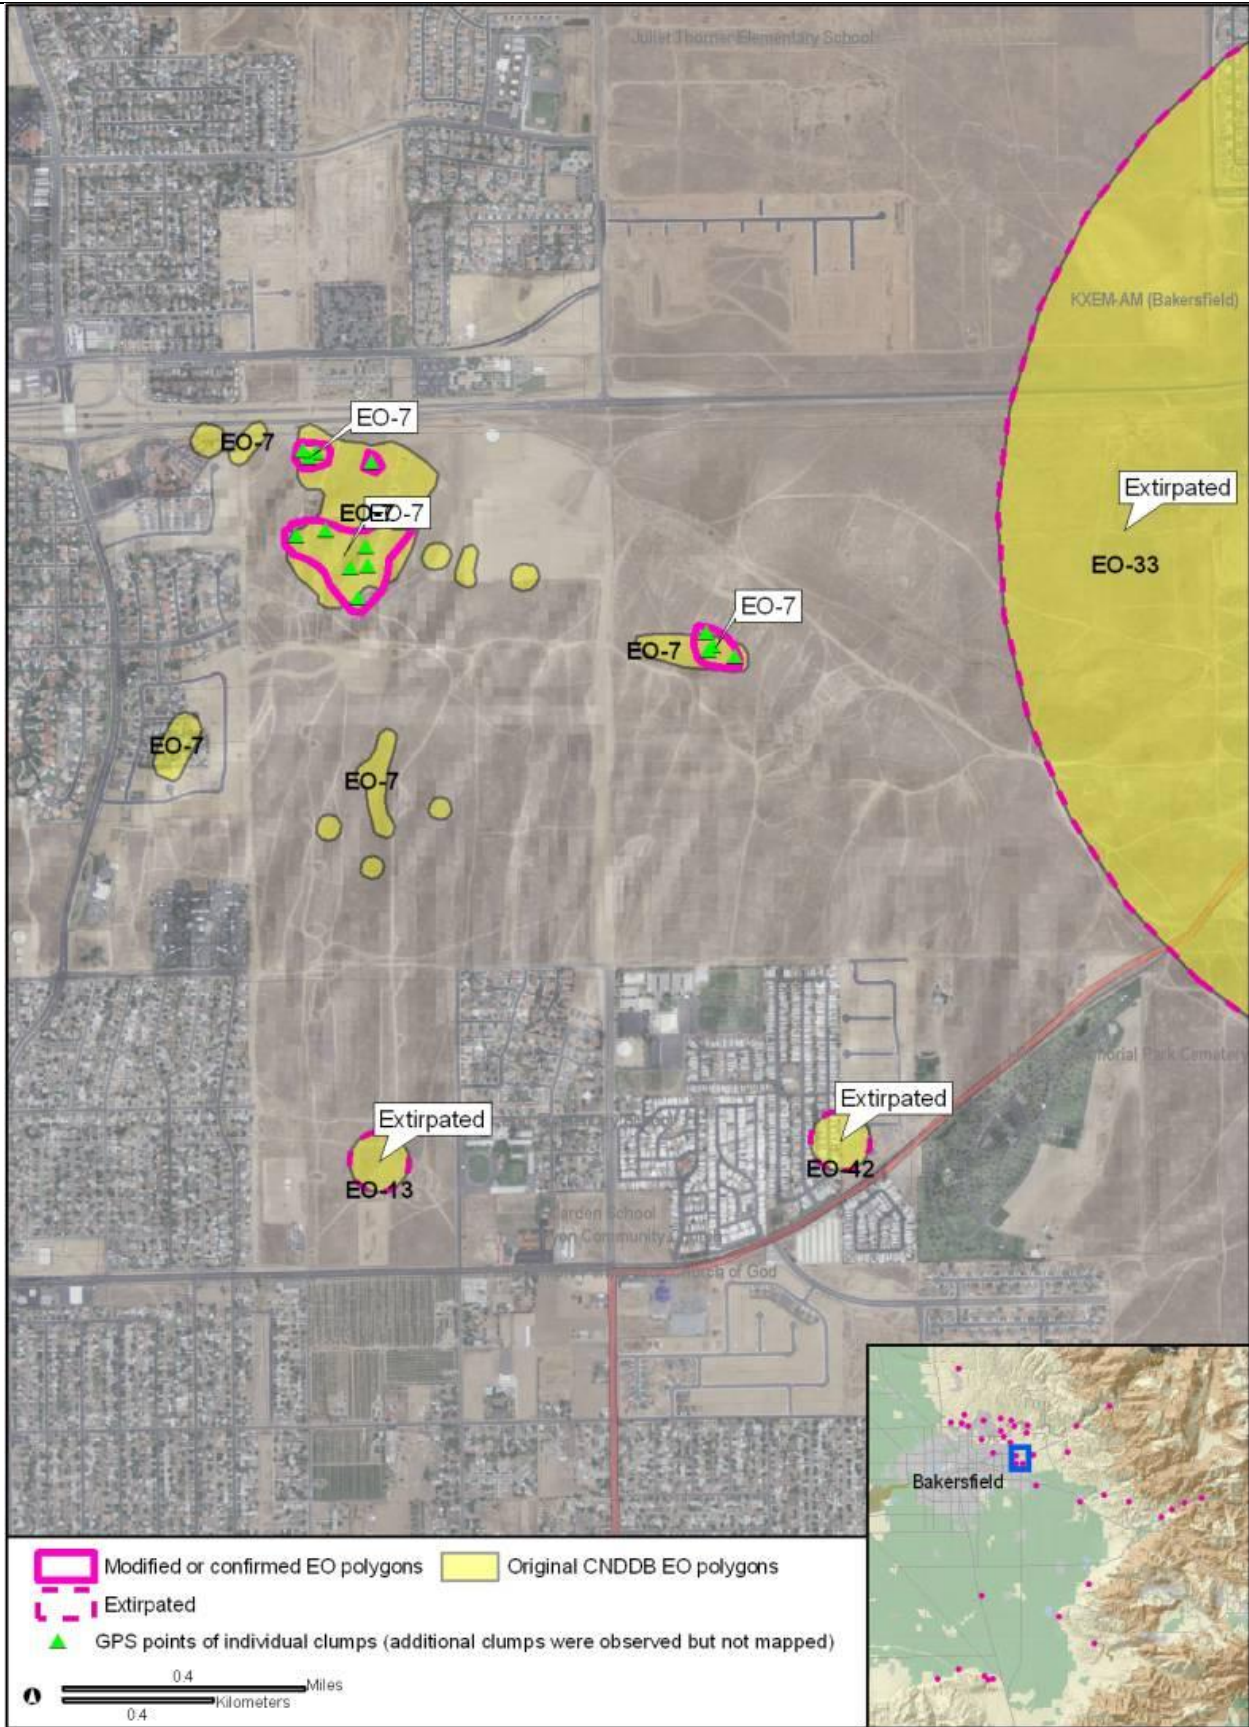 Juliet Thorner Elementary School
KXEM-AM (Bakersfield)
EO-7
EO-7
Extirpated
EO-7
EO-7
EO-33
EO-7
EO-7
EO-7
EO-7
Memorial Park Cemetery
Extirpated
Extirpated
EO-42
EO-13
arden School
Community
Church of God
Bakersfield
Modified or confirmed EO polygons
Original CNDDB EO polygons
Extirpated
GPS points of individual clumps (additional clumps were observed but not mapped)
0.4
Miles
Kilometers
0.4